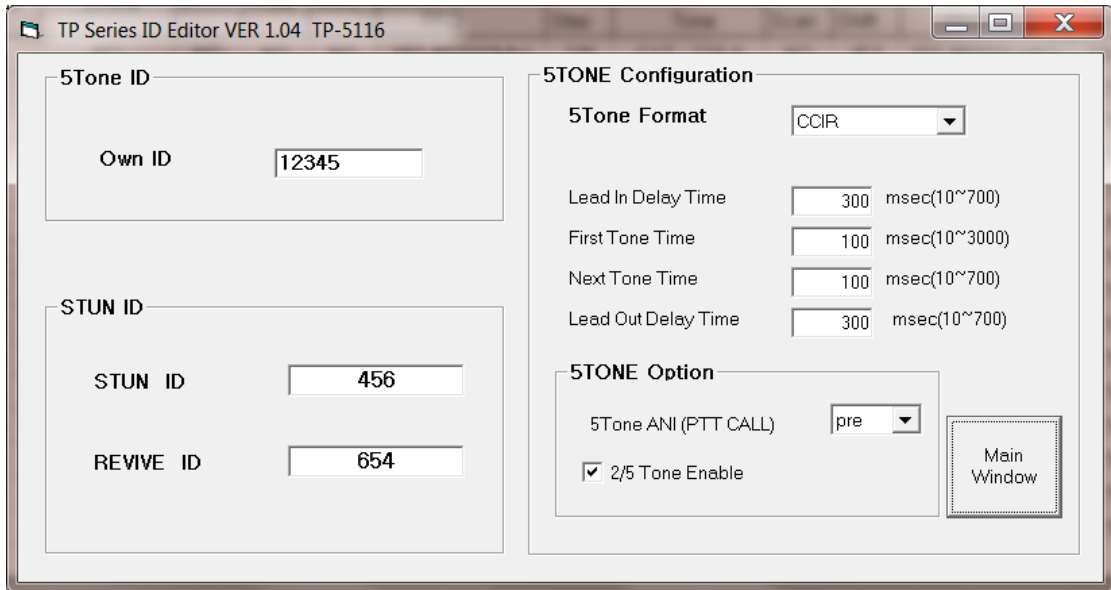 TP Series ID Editor VER 1.04 TP-5116
5Tone ID
Own ID 12345
STUN ID
STUN ID 456
REVIVE ID 654
5TONE Configuration
5Tone Format CCIR
Lead In Delay Time 300 msec(10~700)
First Tone Time 100 msec(10~3000)
Next Tone Time 100 msec(10~700)
Lead Out Delay Time 300 msec(10~700)
5TONE Option
5Tone ANI (PTT CALL) pre
2/5 Tone Enable
Main
Window